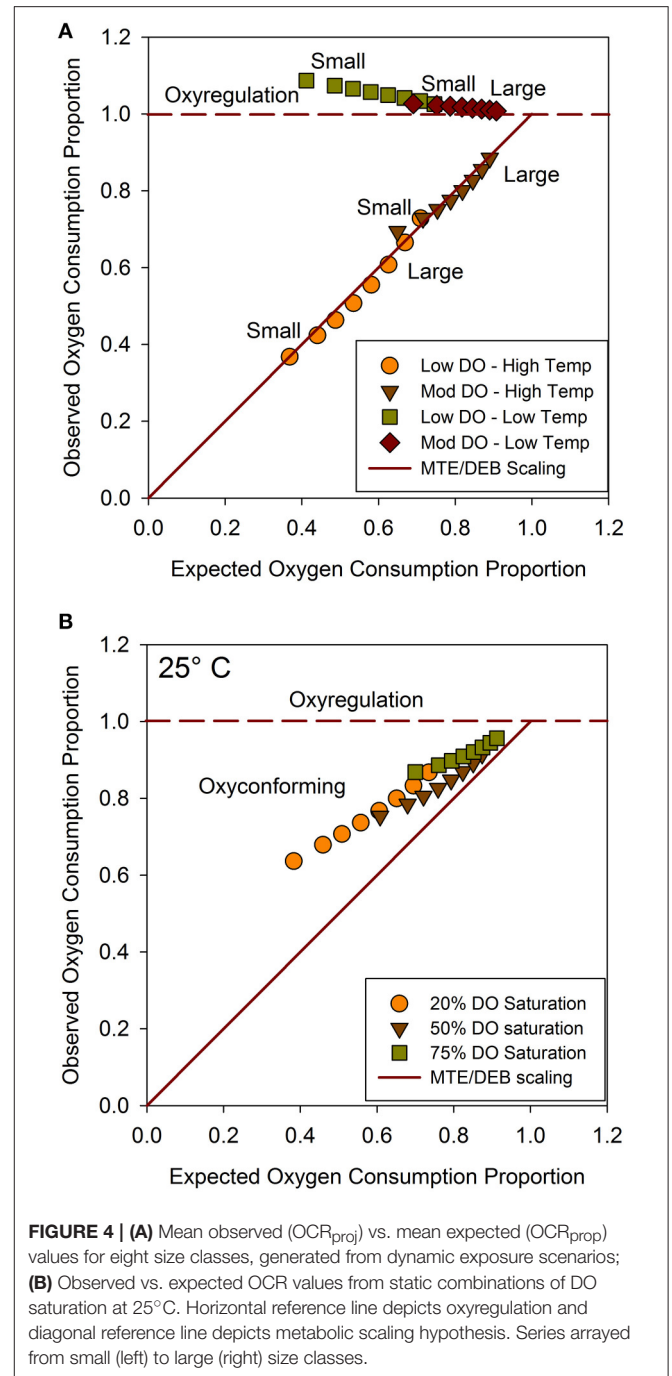 A
Observed Oxygen Consumption Proportion
1.2
1.0
0.8
0.6
0.4
0.2
0.0
Small
Small
Large
Oxyregulation
Large
Small
Large
Small
Low DO - High Temp
Mod DO - High Temp
Low DO - Low Temp
Mod DO - Low Temp
MTE/DEB Scaling
0.0 0.2 0.4 0.6 0.8 1.0 1.2
Expected Oxygen Consumption Proportion
B
Observed Oxygen Consumption Proportion
1.2
1.0
0.8
0.6
0.4
0.2
0.0
25° C
Oxyregulation
Oxyconforming
20% DO Saturation
50% DO saturation
75% DO Saturation
MTE/DEB scaling
0.0 0.2 0.4 0.6 0.8 1.0 1.2
Expected Oxygen Consumption Proportion
FIGURE 4 | (A) Mean observed (OCRproj) vs. mean expected (OCRprop)
values for eight size classes, generated from dynamic exposure scenarios;
(B) Observed vs. expected OCR values from static combinations of DO
saturation at 25°C. Horizontal reference line depicts oxyregulation and
diagonal reference line depicts metabolic scaling hypothesis. Series arrayed
from small (left) to large (right) size classes.